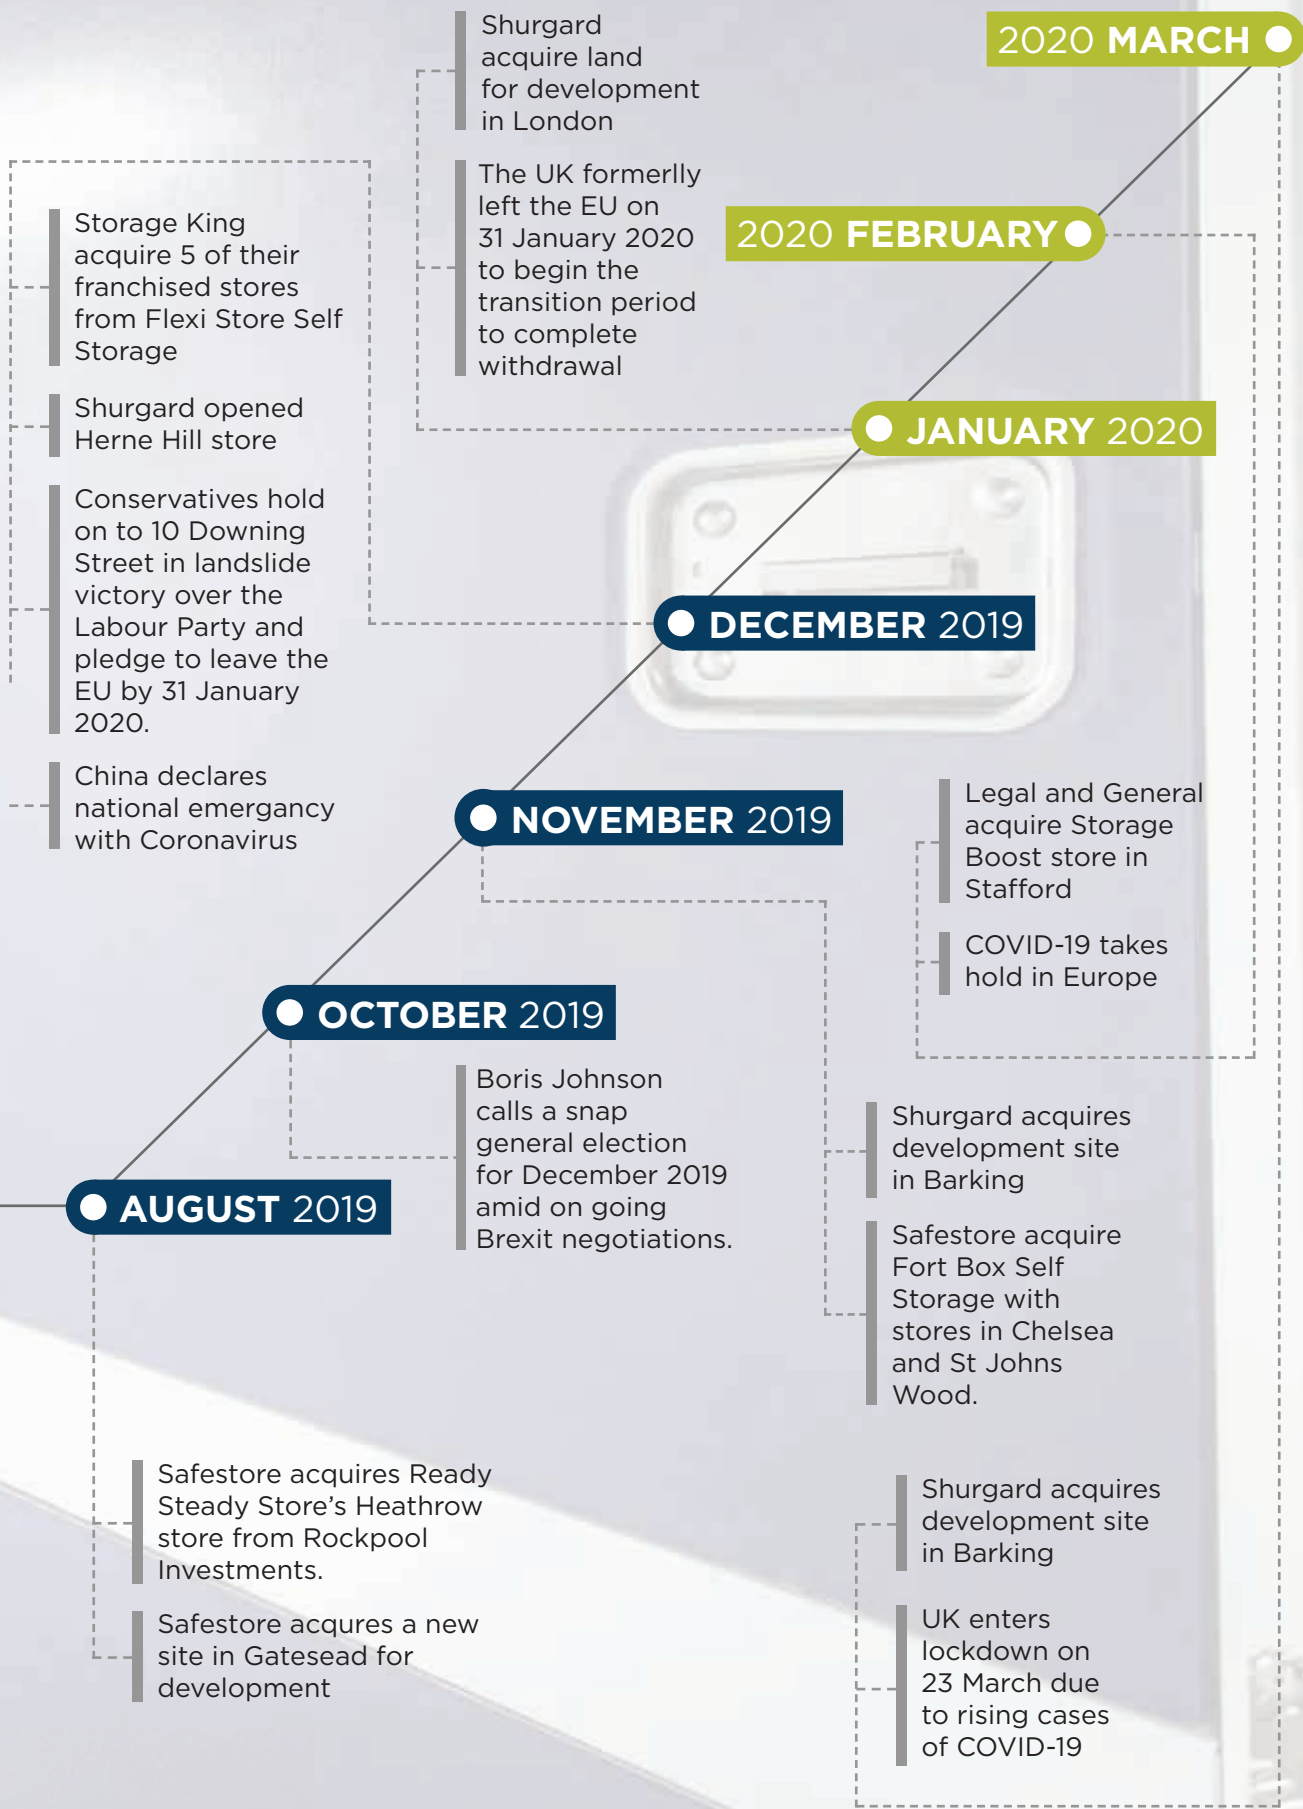 Shurgard
acquire land
for development
in London
The UK formerlly
left the EU on
31 January 2020
to begin the
transition period
to complete
withdrawal
2020 MARCH
2020 FEBRUARY
JANUARY 2020
Storage King
acquire 5 of their
franchised stores
from Flexi Store Self
Storage
Shurgard opened
Herne Hill store
Conservatives hold
on to 10 Downing
Street in landslide
victory over the
Labour Party and
pledge to leave the
EU by 31 January
2020.
China declares
national emergancy
with Coronavirus
DECEMBER 2019
NOVEMBER 2019
Legal and General
acquire Storage
Boost store in
Stafford
COVID-19 takes
hold in Europe
OCTOBER 2019
Boris Johnson
calls a snap
general election
for December 2019
amid on going
Brexit negotiations.
Shurgard acquires
development site
in Barking
Safestore acquire
Fort Box Self
Storage with
stores in Chelsea
and St Johns
Wood.
AUGUST 2019
Safestore acquires Ready
Steady Store's Heathrow
store from Rockpool
Investments.
Safestore acqures a new
site in Gatesead for
development
Shurgard acquires
development site
in Barking
UK enters
lockdown on
23 March due
to rising cases
of COVID-19